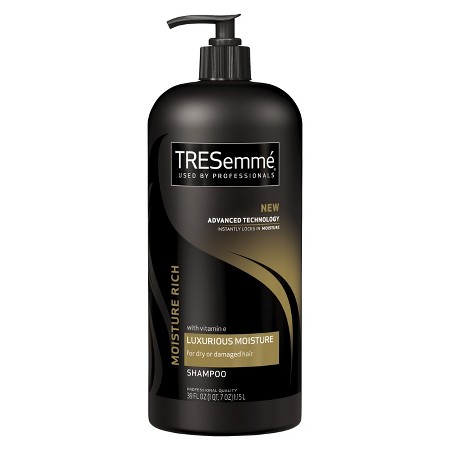 TRESemmé
USED BY PROFESSIONALS
NEW
ADVANCED TECHNOLOGY
INSTANTLY LOCKS IN MOISTURE
MOISTURE RICH
with vitamin e
LUXURIOUS MOISTURE
for dry or damaged hair
SHAMPOO
PROFESSIONAL QUALITY
39 FL OZ (1 QT, 7 OZ) 1.15 L